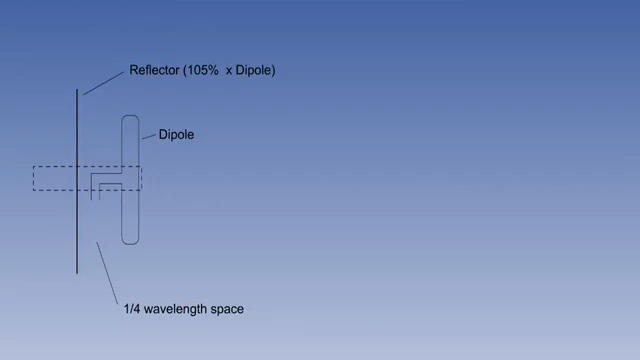 Reflector (105% x Dipole)
Dipole
1/4 wavelength space